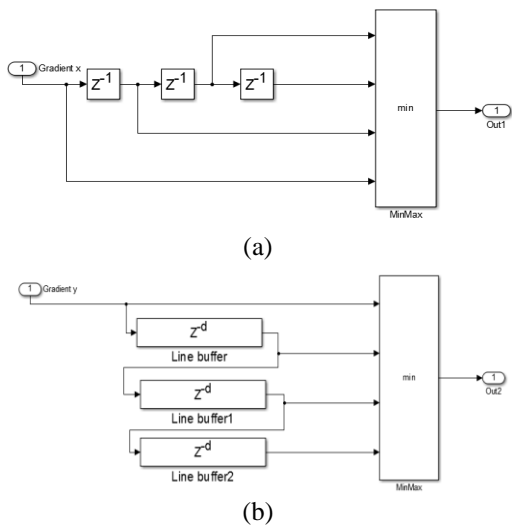 1
Gradient x
Z-1
Z-1
Z-1
min
1
Out1
MinMax
(a)
1
Gradient y
Z-d
Line buffer
Z-d
Line buffer1
Z-d
Line buffer2
min
1
Out2
MinMax
(b)